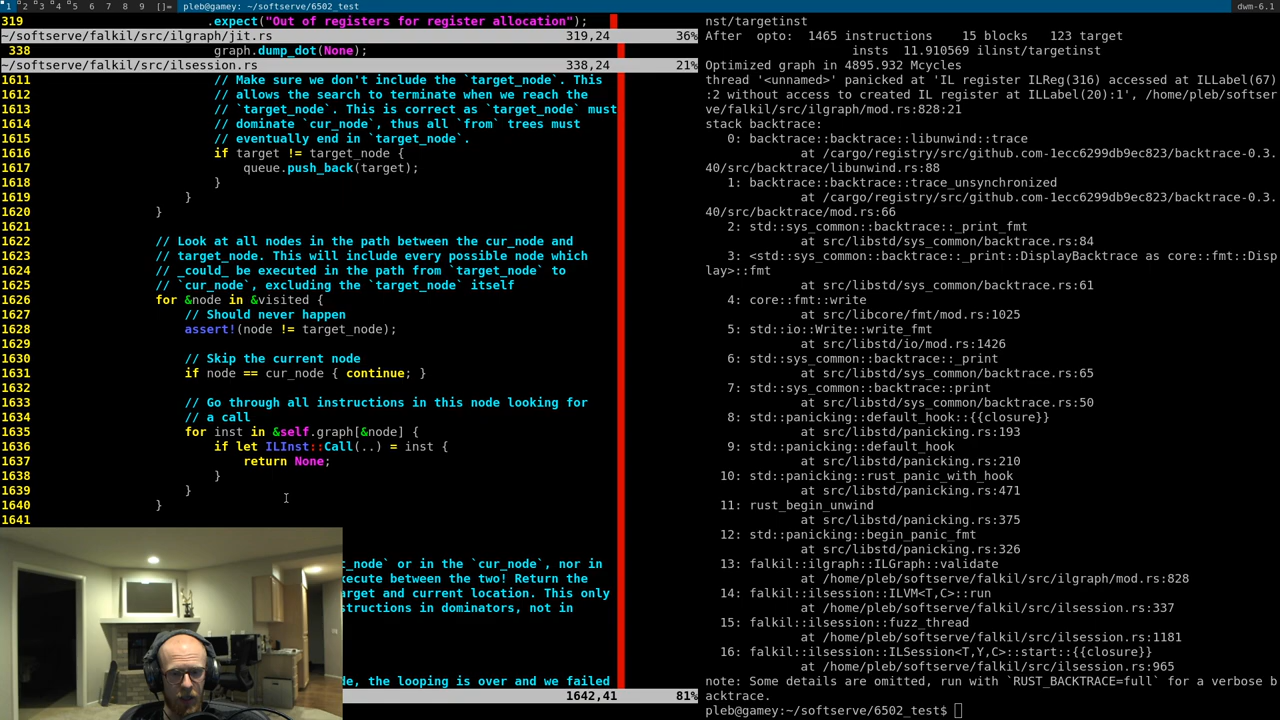 1 2 3 4 5 6 7 8 9 []= pleb@gamey:~/softserve/6502_test dwm-6.1
319 .expect("Out of registers for register allocation");
~/softserve/falkil/src/ilgraph/jit.rs 319,24 36%
338 graph.dump_dot(None);
~/softserve/falkil/src/ilsession.rs 338,24 21%
1611 // Make sure we don't include the `target_node`. This
1612 // allows the search to terminate when we reach the
1613 // `target_node`. This is correct as `target_node` must
1614 // dominate `cur_node`, thus all `from` trees must
1615 // eventually end in `target_node`.
1616 if target != target_node {
1617 queue.push_back(target);
1618 }
1619 }
1620 }
1621
1622 // Look at all nodes in the path between the cur_node and
1623 // target_node. This will include every possible node which
1624 // _could_ be executed in the path from `target_node` to
1625 // `cur_node`, excluding the `target_node` itself
1626 for &node in &visited {
1627 // Should never happen
1628 assert!(node != target_node);
1629
1630 // Skip the current node
1631 if node == cur_node { continue; }
1632
1633 // Go through all instructions in this node looking for
1634 // a call
1635 for inst in &self.graph[&node] {
1636 if let ILInst::Call(..) = inst {
1637 return None;
1638 }
1639 }
1640 }
1641
t_node` or in the `cur_node`, nor in
xecute between the two! Return the
arget and current location. This only
structions in dominators, not in
de, the looping is over and we failed
1642,41 81%
nst/targetinst
After opto: 1465 instructions 15 blocks 123 target
insts 11.910569 ilinst/targetinst
Optimized graph in 4895.932 Mcycles
thread '<unnamed>' panicked at 'IL register ILReg(316) accessed at ILLabel(67)
:2 without access to created IL register at ILLabel(20):1', /home/pleb/softser
ve/falkil/src/ilgraph/mod.rs:828:21
stack backtrace:
0: backtrace::backtrace::libunwind::trace
at /cargo/registry/src/github.com-1ecc6299db9ec823/backtrace-0.3.
40/src/backtrace/libunwind.rs:88
1: backtrace::backtrace::trace_unsynchronized
at /cargo/registry/src/github.com-1ecc6299db9ec823/backtrace-0.3.
40/src/backtrace/mod.rs:66
2: std::sys_common::backtrace::_print_fmt
at src/libstd/sys_common/backtrace.rs:84
3: <std::sys_common::backtrace::_print::DisplayBacktrace as core::fmt::Disp
lay>::fmt
at src/libstd/sys_common/backtrace.rs:61
4: core::fmt::write
at src/libcore/fmt/mod.rs:1025
5: std::io::Write::write_fmt
at src/libstd/io/mod.rs:1426
6: std::sys_common::backtrace::_print
at src/libstd/sys_common/backtrace.rs:65
7: std::sys_common::backtrace::print
at src/libstd/sys_common/backtrace.rs:50
8: std::panicking::default_hook::{{closure}}
at src/libstd/panicking.rs:193
9: std::panicking::default_hook
at src/libstd/panicking.rs:210
10: std::panicking::rust_panic_with_hook
at src/libstd/panicking.rs:471
11: rust_begin_unwind
at src/libstd/panicking.rs:375
12: std::panicking::begin_panic_fmt
at src/libstd/panicking.rs:326
13: falkil::ilgraph::ILGraph::validate
at /home/pleb/softserve/falkil/src/ilgraph/mod.rs:828
14: falkil::ilsession::ILVM<T,C>::run
at /home/pleb/softserve/falkil/src/ilsession.rs:337
15: falkil::ilsession::fuzz_thread
at /home/pleb/softserve/falkil/src/ilsession.rs:1181
16: falkil::ilsession::ILSession<T,Y,C>::start::{{closure}}
at /home/pleb/softserve/falkil/src/ilsession.rs:965
note: Some details are omitted, run with `RUST_BACKTRACE=full` for a verbose b
acktrace.
pleb@gamey:~/softserve/6502_test$